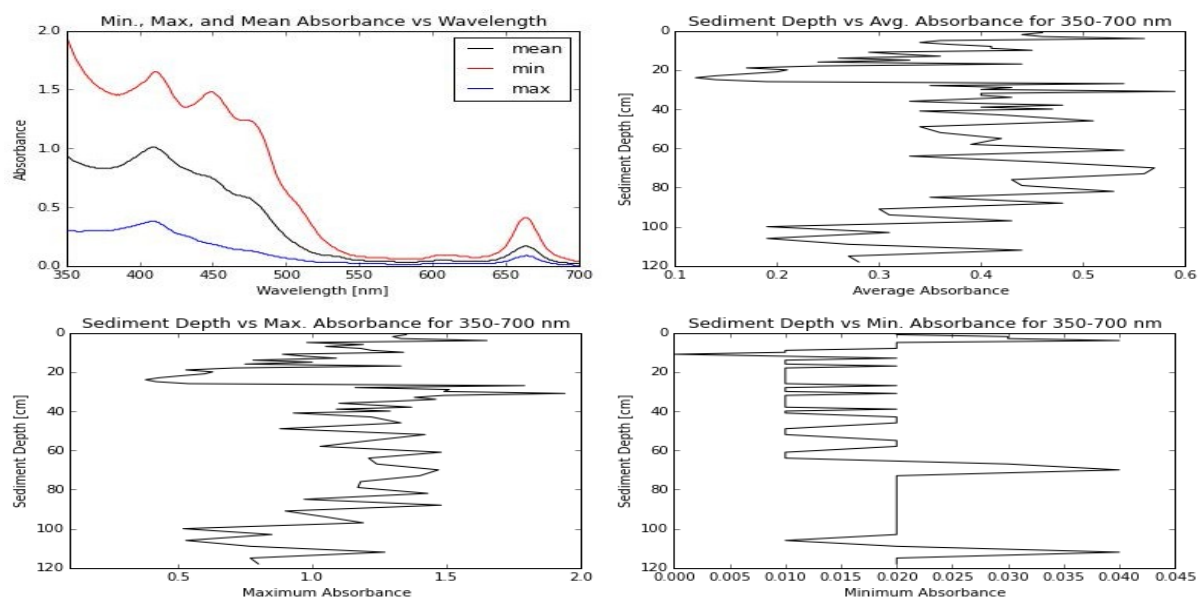 Min., Max, and Mean Absorbance vs Wavelength
2.0
1.5
1.0
0.5
0.0
Absorbance
mean
min
max
350 400 450 500 550 600 650 700
Wavelength [nm]
Sediment Depth vs Avg. Absorbance for 350-700 nm
0
20
40
60
80
100
120
Sediment Depth [cm]
0.1 0.2 0.3 0.4 0.5 0.6
Average Absorbance
Sediment Depth vs Max. Absorbance for 350-700 nm
0
20
40
60
80
100
120
Sediment Depth [cm]
0.5 1.0 1.5 2.0
Maximum Absorbance
Sediment Depth vs Min. Absorbance for 350-700 nm
0
20
40
60
80
100
120
Sediment Depth [cm]
0.000 0.005 0.010 0.015 0.020 0.025 0.030 0.035 0.040 0.045
Minimum Absorbance